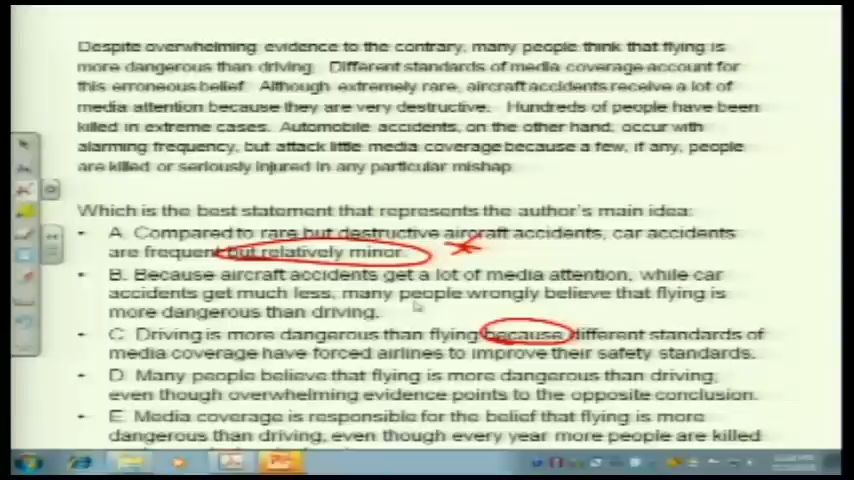 Despite overwhelming evidence to the contrary, many people think that flying is
more dangerous than driving. Different standards of media coverage account for
this erroneous belief. Although extremely rare, aircraft accidents receive a lot of
media attention because they are very destructive. Hundreds of people have been
killed in extreme cases. Automobile accidents, on the other hand, occur with
alarming frequency, but attack little media coverage because a few, if any, people
are killed or seriously injured in any particular mishap.
Which is the best statement that represents the author's main idea:
• A. Compared to rare but destructive aircraft accidents, car accidents
are frequent but relatively minor.
• B. Because aircraft accidents get a lot of media attention, while car
accidents get much less, many people wrongly believe that flying is
more dangerous than driving.
• C. Driving is more dangerous than flying because different standards of
media coverage have forced airlines to improve their safety standards.
• D. Many people believe that flying is more dangerous than driving,
even though overwhelming evidence points to the opposite conclusion.
• E. Media coverage is responsible for the belief that flying is more
dangerous than driving, even though every year more people are killed